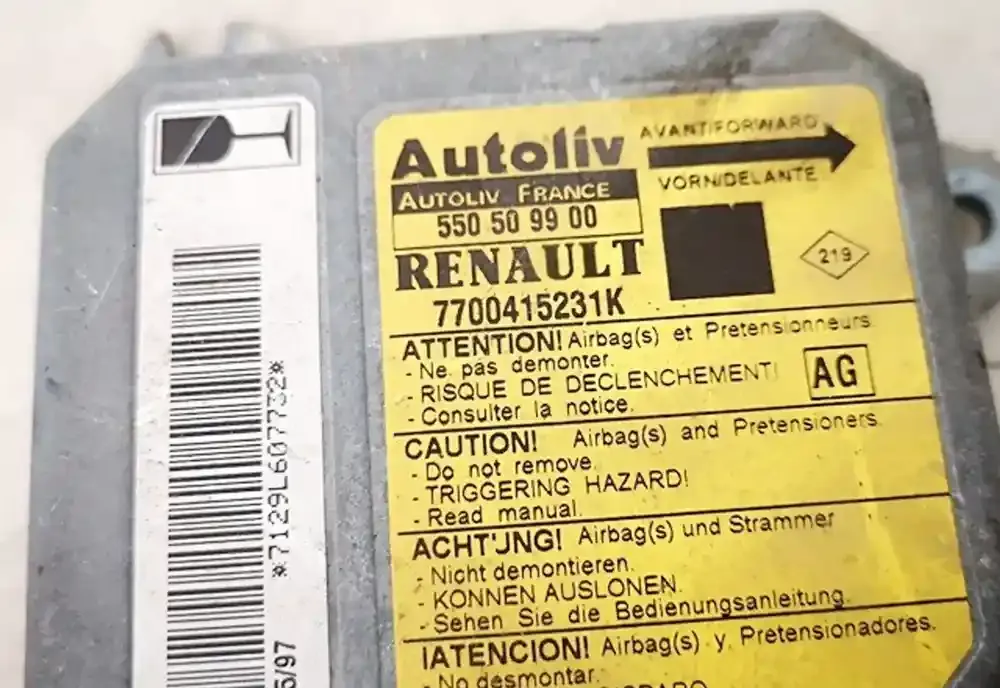 Autoliv
AUTOLIV FRANCE
550 50 99 00
RENAULT
7700415231K
AVANT/FORWARD
VORN/DELANTE
219
ATTENTION! Airbag(s) et Pretensionneurs
- Ne pas demonter.
- RISQUE DE DECLENCHEMENT!
- Consulter la notice.
AG
CAUTION! Airbag(s) and Pretensioners.
- Do not remove.
- TRIGGERING HAZARD!
- Read manual.
ACHTUNG! Airbag(s) und Strammer
- Nicht demontieren.
- KONNEN AUSLONEN.
- Sehen Sie die Bedienungsanleitung.
IATENCION! Airbag(s) y, Pretensionadores.
- No desmontar.
*7129L607732*